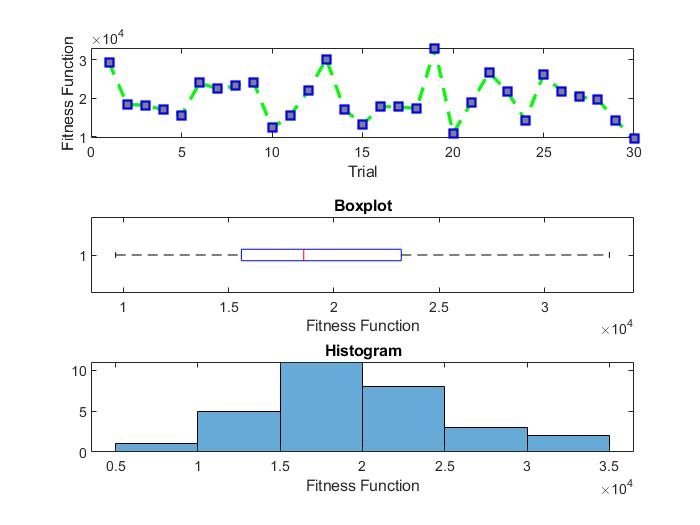 ×10^4
Fitness Function
3
2
1
0 5 10 15 20 25 30
Trial
Boxplot
1
1 1.5 2 2.5 3
Fitness Function
×10^4
Histogram
10
5
0
0.5 1 1.5 2 2.5 3 3.5
Fitness Function
×10^4